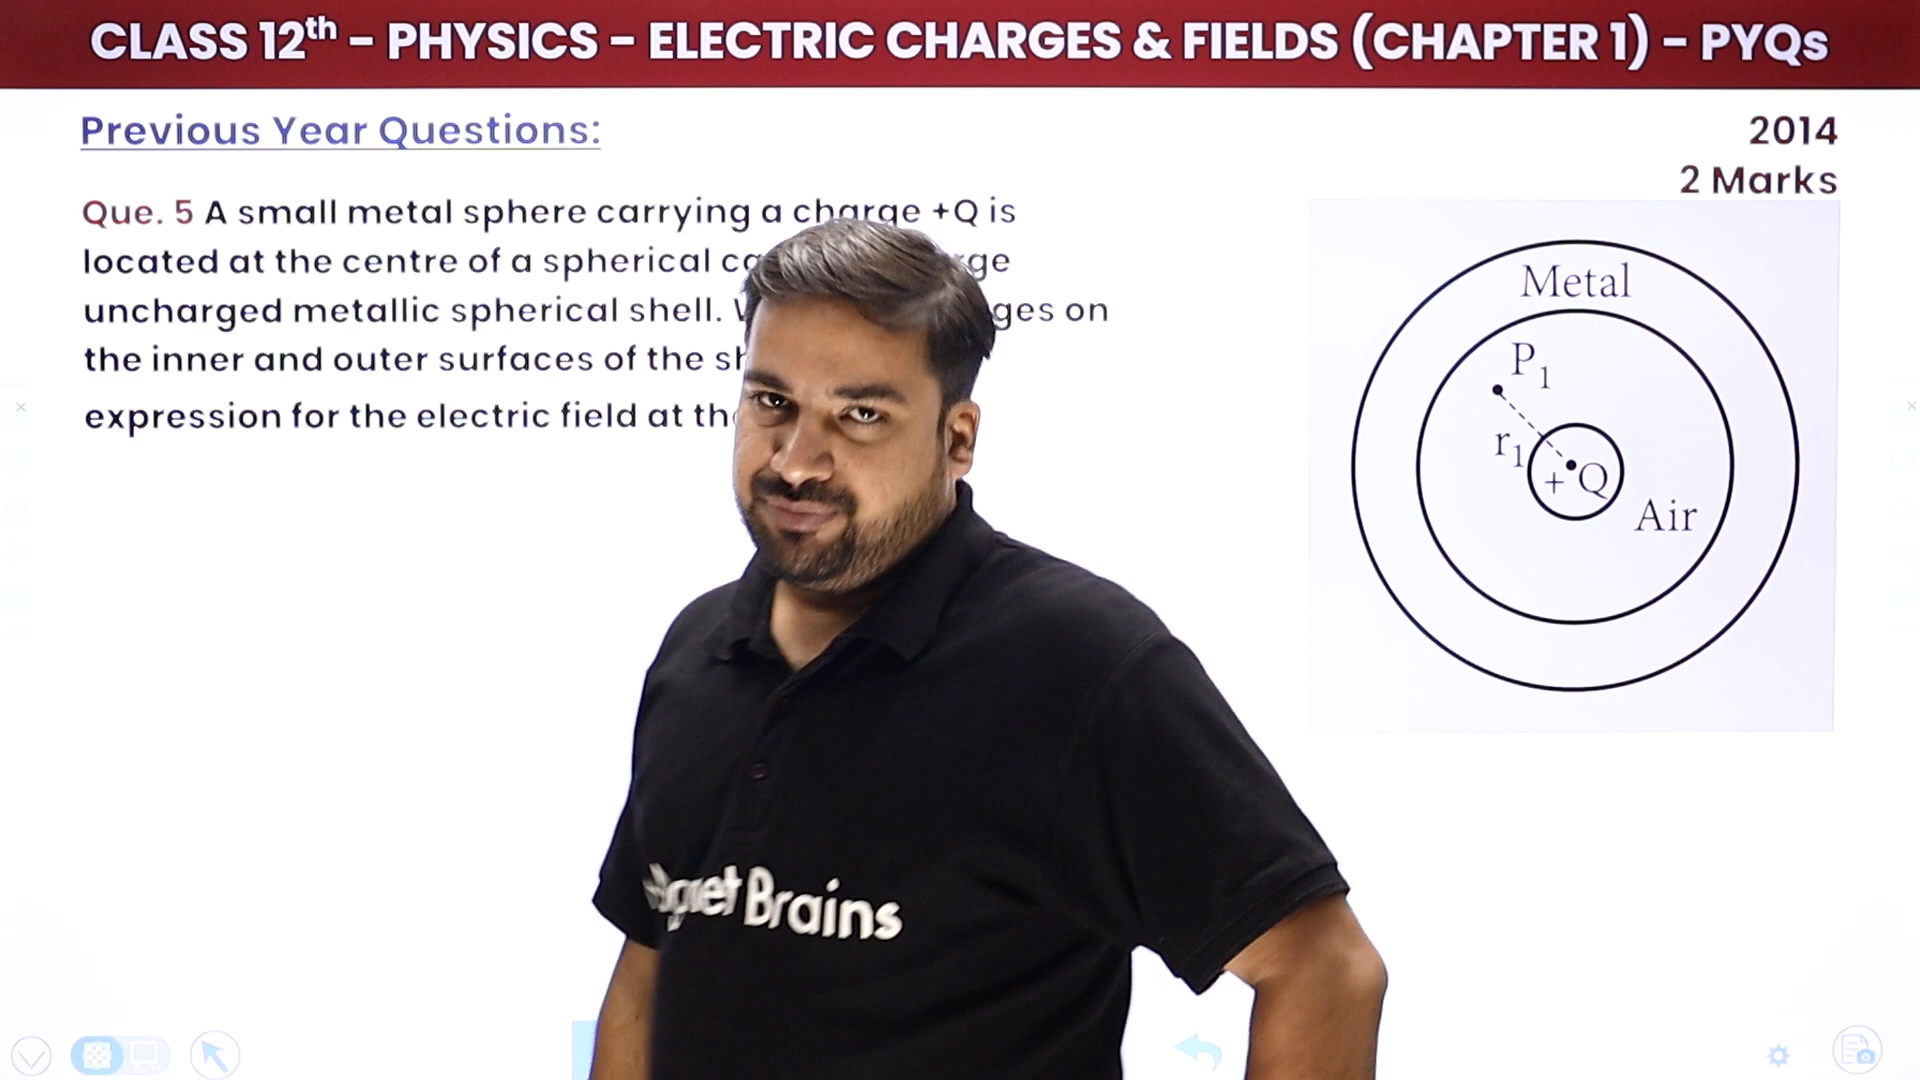 CLASS 12th - PHYSICS - ELECTRIC CHARGES & FIELDS (CHAPTER 1) - PYQs
Previous Year Questions:
2014
2 Marks
Que. 5 A small metal sphere carrying a charge +Q is
located at the centre of a spherical
uncharged metallic spherical shell.
on
the inner and outer surfaces of the
expression for the electric field at
Metal
P1
r1
+Q
Air
Brains